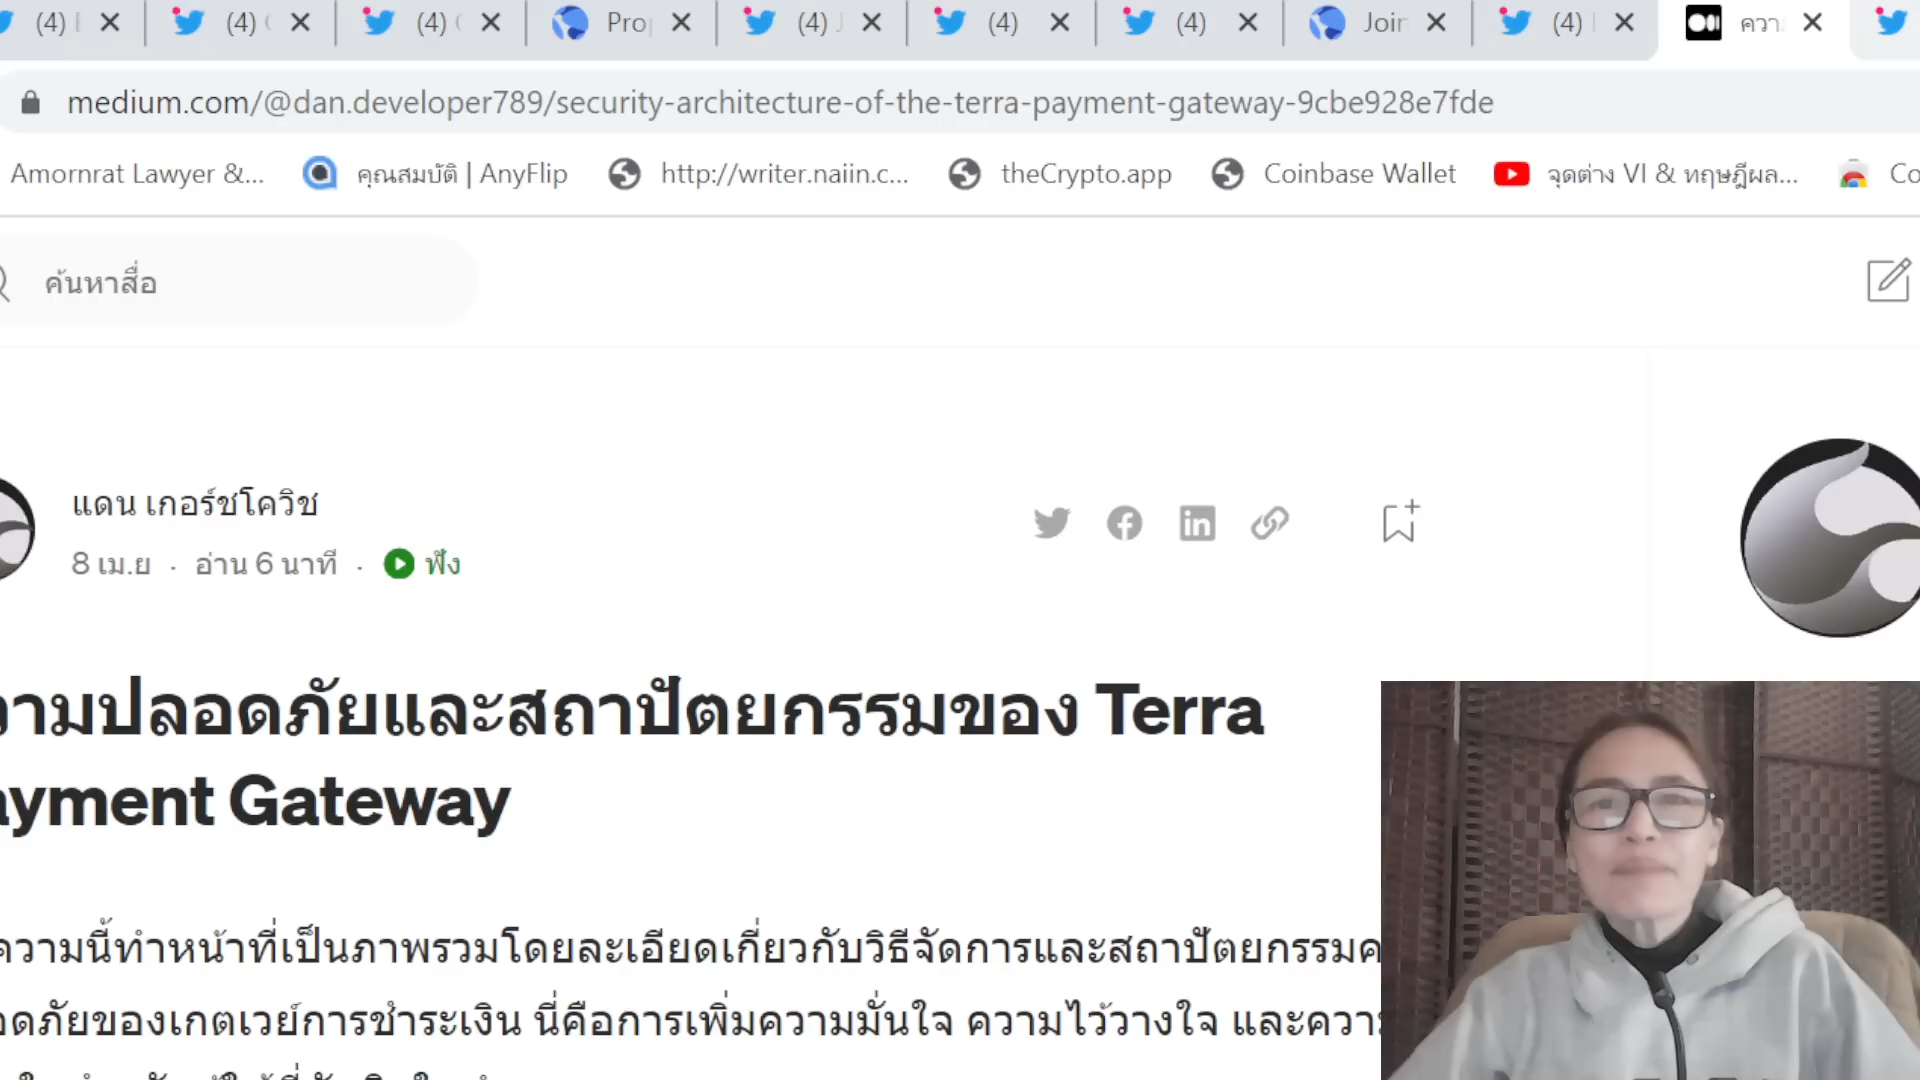 (4)
(4)
(4)
Pro
(4) J
(4)
(4)
Join
(4)
ความ
medium.com/@dan.developer789/security-architecture-of-the-terra-payment-gateway-9cbe928e7fde
Amornrat Lawyer &... คุณสมบัติ | AnyFlip http://writer.naiin.c... theCrypto.app Coinbase Wallet จุดต่าง VI & ทฤษฎีผล... Co
ค้นหาสื่อ
แดน เกอร์ชโควิช
8 เม.ย · อ่าน 6 นาที · ฟัง
วามปลอดภัยและสถาปัตยกรรมของ Terra
ayment Gateway
ความนี้ทำหน้าที่เป็นภาพรวมโดยละเอียดเกี่ยวกับวิธีจัดการและสถาปัตยกรรมค
อดภัยของเกตเวย์การชำระเงิน นี่คือการเพิ่มความมั่นใจ ความไว้วางใจ และควา